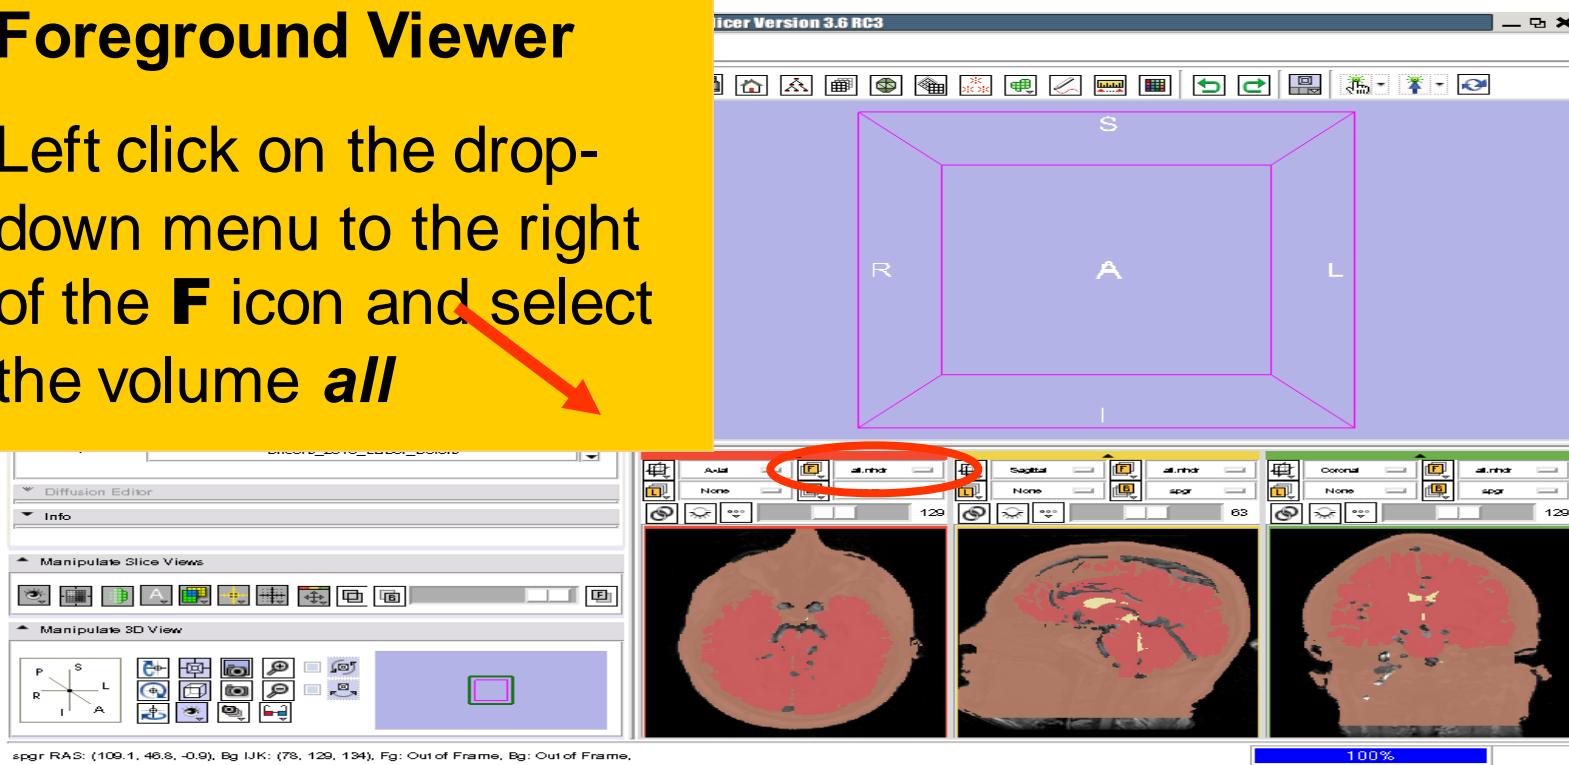 Foreground Viewer
Left click on the drop-
down menu to the right
of the F icon and select
the volume all
licer Version 3.6 RC3
S
R
A
L
I
Diffusion Editor
Info
Manipulate Slice Views
A
B
F
Manipulate 3D View
P S
R L
I A
Axial F all.nhdr
L None
129
Sagittal F all.nhdr
L None B spgr
63
Coronal F all.nhdr
L None B spgr
129
spgr RAS: (109.1, 46.8, -0.9), Bg IJK: (78, 129, 134), Fg: Out of Frame, Bg: Out of Frame,
100%